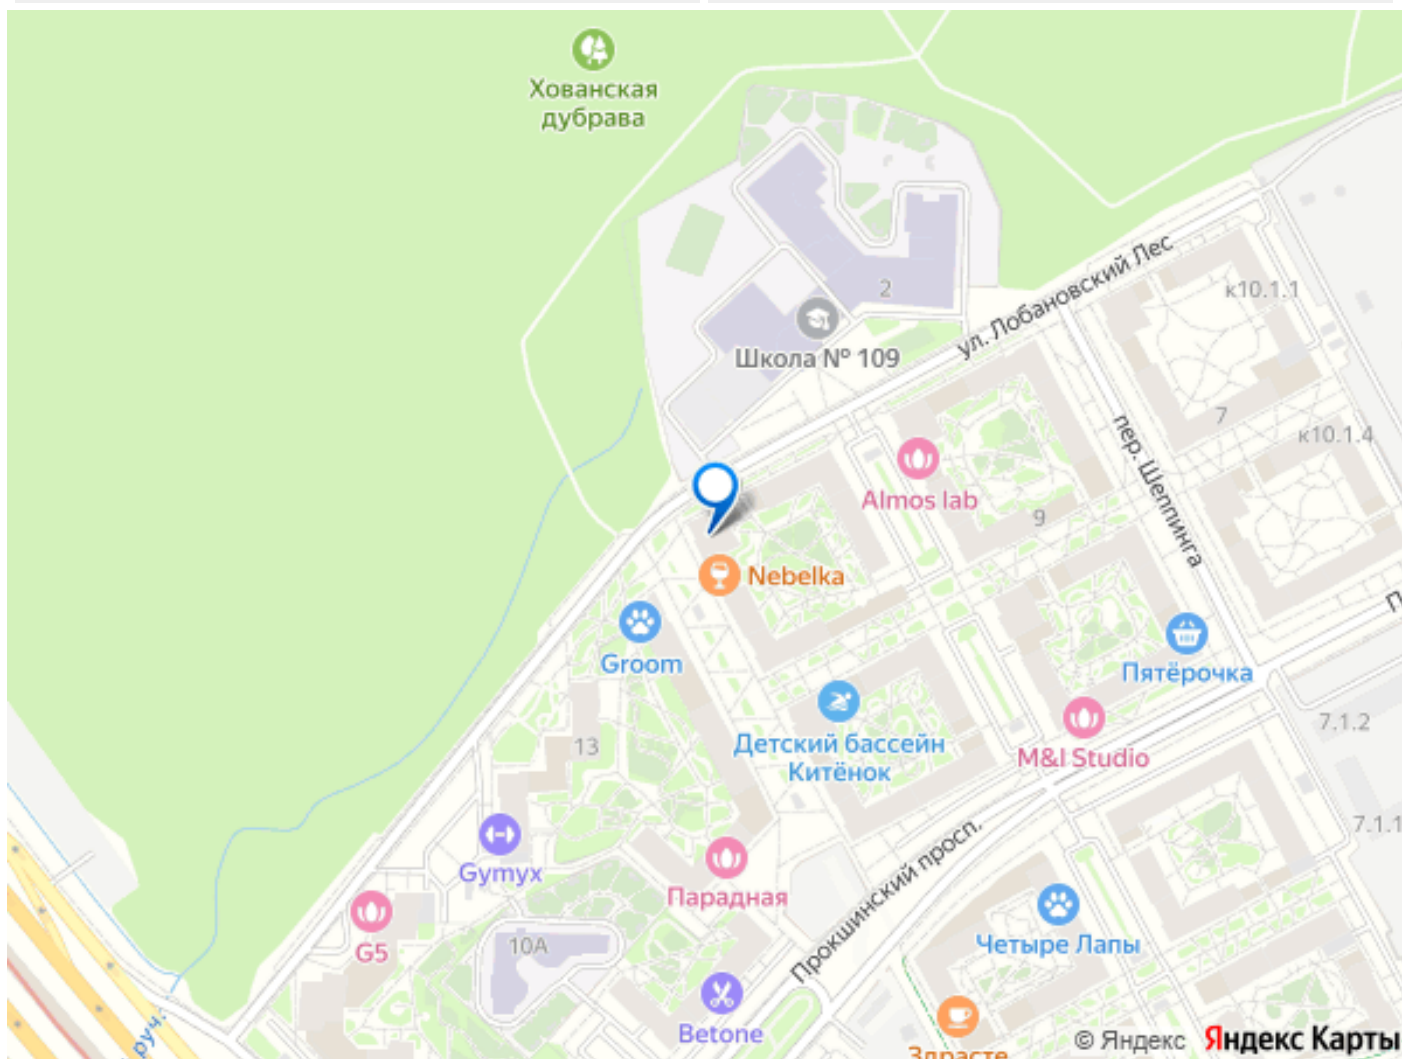 Хованская
дубрава
2
Школа № 109
ул. Лобановский Лес
к10.1.1
7
к10.1.4
пер. Шеппинга
Almos lab
9
Nebelka
Groom
Пятёрочка
13
Детский бассейн
Китёнок
M&I Studio
7.1.2
7.1.1
Gymyx
Парадная
Прокшинский просп.
G5
10А
Четыре Лапы
Betone
Здрасте
© Яндекс Яндекс Карты